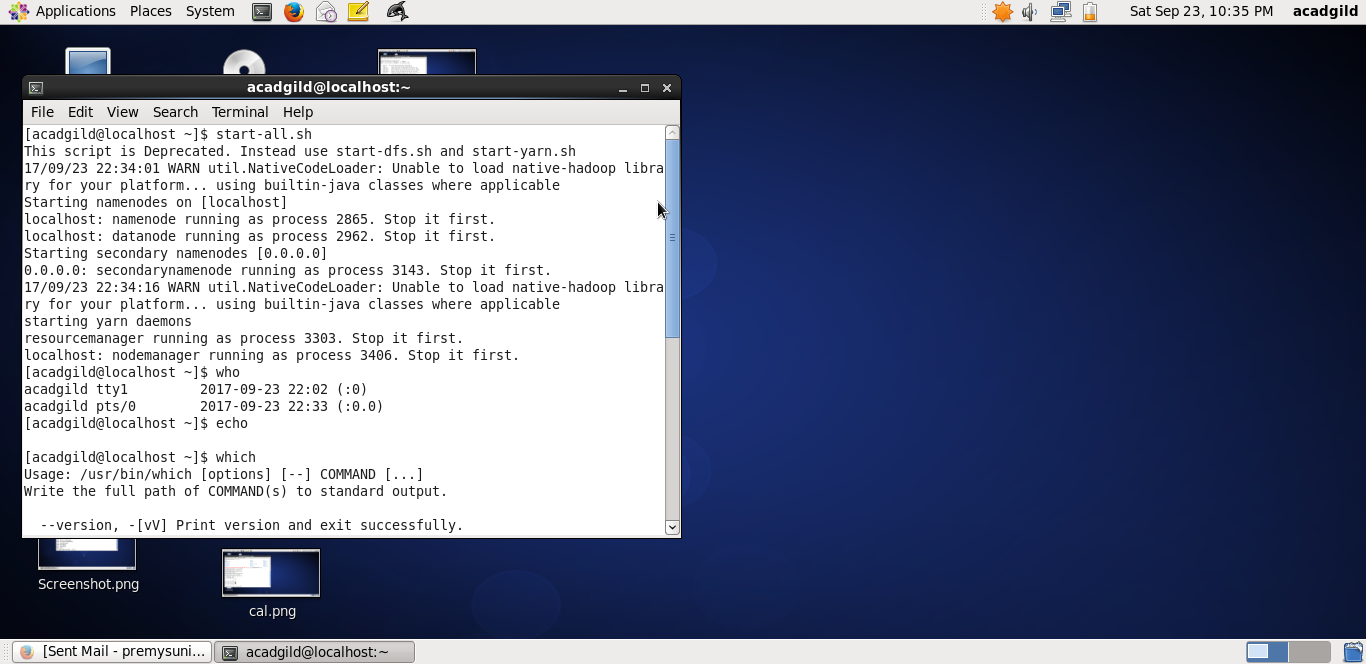 Applications Places System Sat Sep 23, 10:35 PM acadgild
acadgild@localhost:~
File Edit View Search Terminal Help
[acadgild@localhost ~]$ start-all.sh
This script is Deprecated. Instead use start-dfs.sh and start-yarn.sh
17/09/23 22:34:01 WARN util.NativeCodeLoader: Unable to load native-hadoop libra
ry for your platform... using builtin-java classes where applicable
Starting namenodes on [localhost]
localhost: namenode running as process 2865. Stop it first.
localhost: datanode running as process 2962. Stop it first.
Starting secondary namenodes [0.0.0.0]
0.0.0.0: secondarynamenode running as process 3143. Stop it first.
17/09/23 22:34:16 WARN util.NativeCodeLoader: Unable to load native-hadoop libra
ry for your platform... using builtin-java classes where applicable
starting yarn daemons
resourcemanager running as process 3303. Stop it first.
localhost: nodemanager running as process 3406. Stop it first.
[acadgild@localhost ~]$ who
acadgild tty1         2017-09-23 22:02 (:0)
acadgild pts/0        2017-09-23 22:33 (:0.0)
[acadgild@localhost ~]$ echo

[acadgild@localhost ~]$ which
Usage: /usr/bin/which [options] [--] COMMAND [...]
Write the full path of COMMAND(s) to standard output.

  --version, -[vV] Print version and exit successfully.
Screenshot.png
cal.png
[Sent Mail - premysuni... acadgild@localhost:~